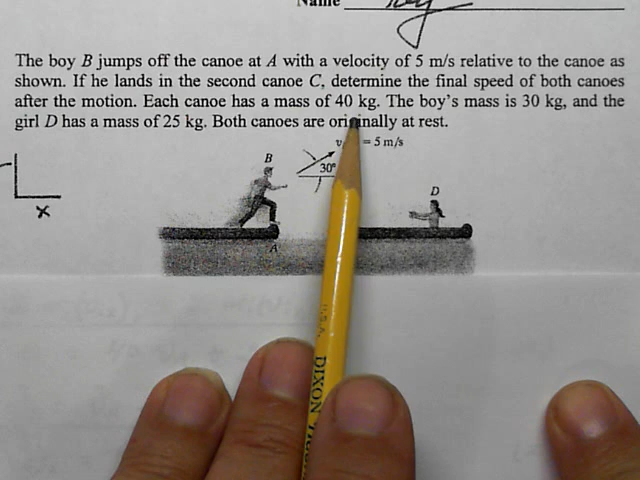 Name
The boy B jumps off the canoe at A with a velocity of 5 m/s relative to the canoe as
shown. If he lands in the second canoe C, determine the final speed of both canoes
after the motion. Each canoe has a mass of 40 kg. The boy's mass is 30 kg, and the
girl D has a mass of 25 kg. Both canoes are originally at rest.
v = 5 m/s
B
30°
D
x
A
U.S.A. DIXON